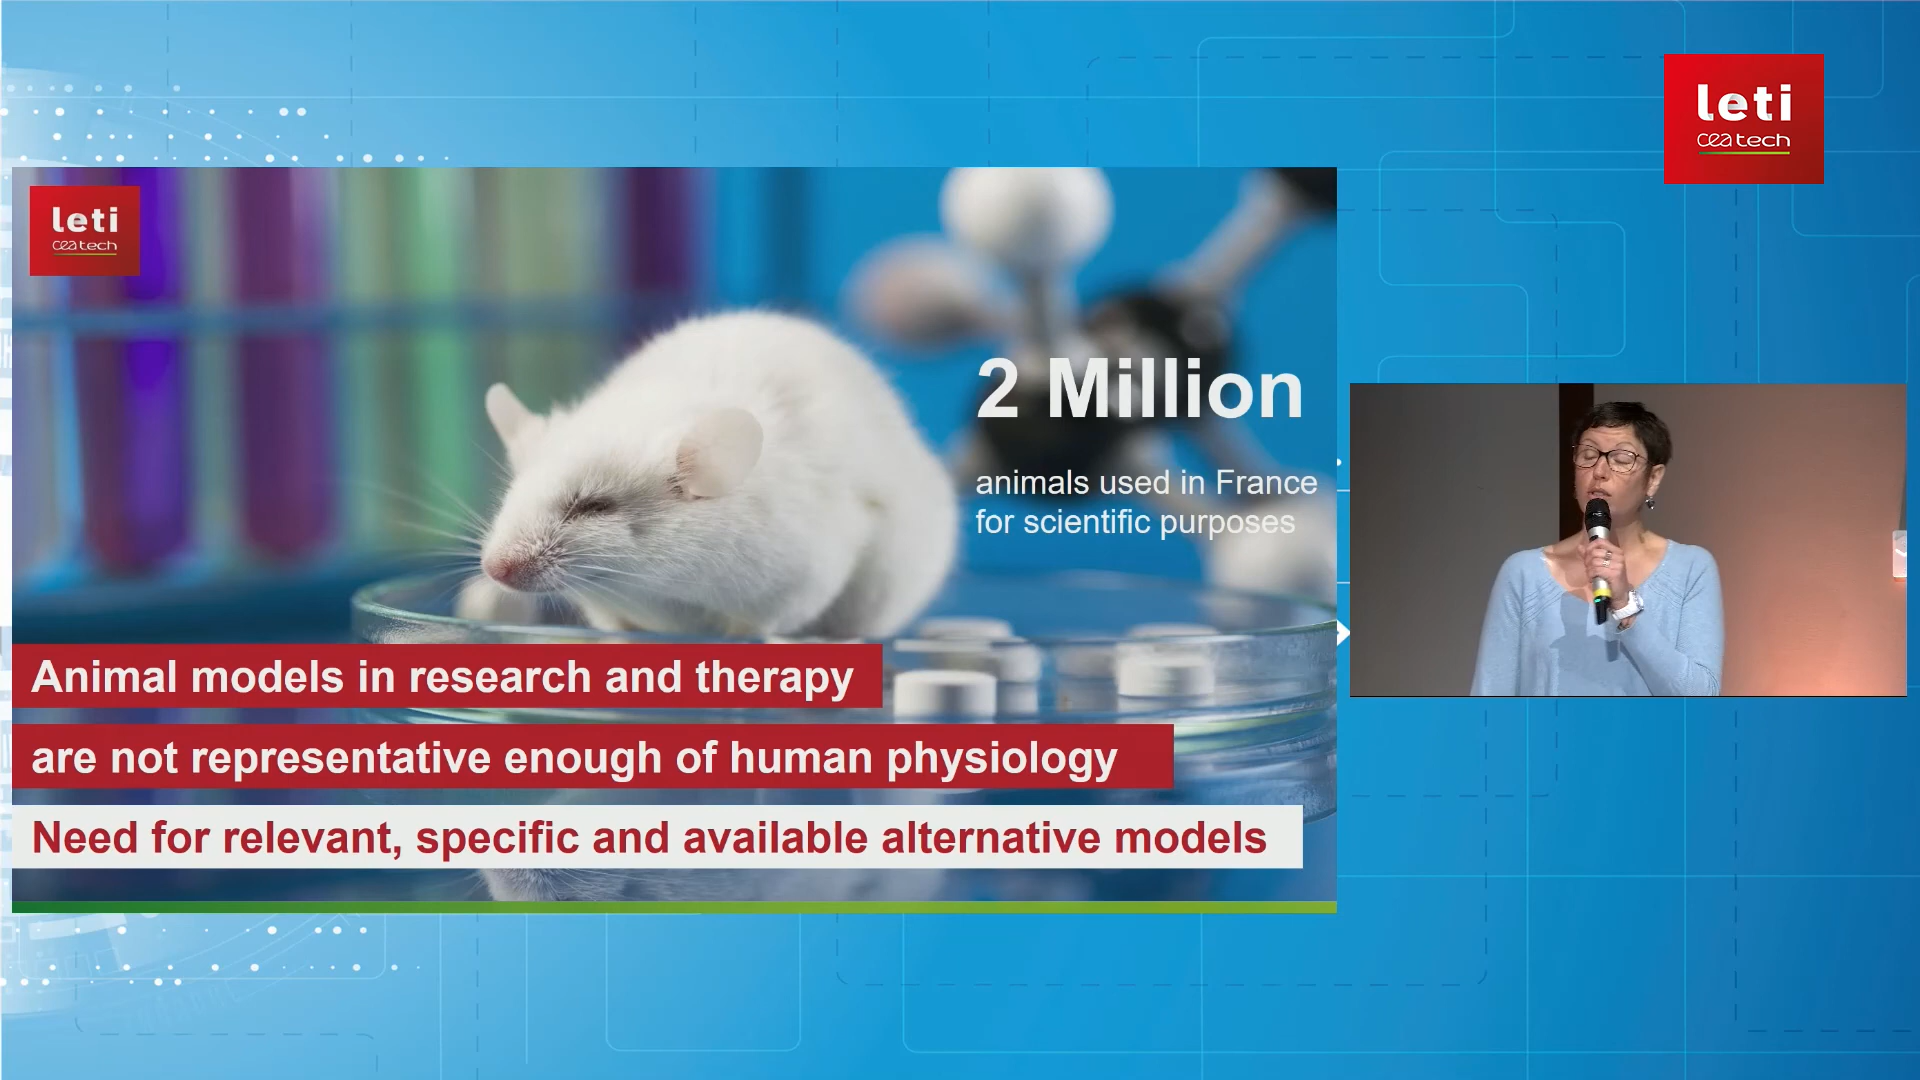 leti
cea tech
leti
cea tech
2 Million
animals used in France
for scientific purposes
Animal models in research and therapy
are not representative enough of human physiology
Need for relevant, specific and available alternative models